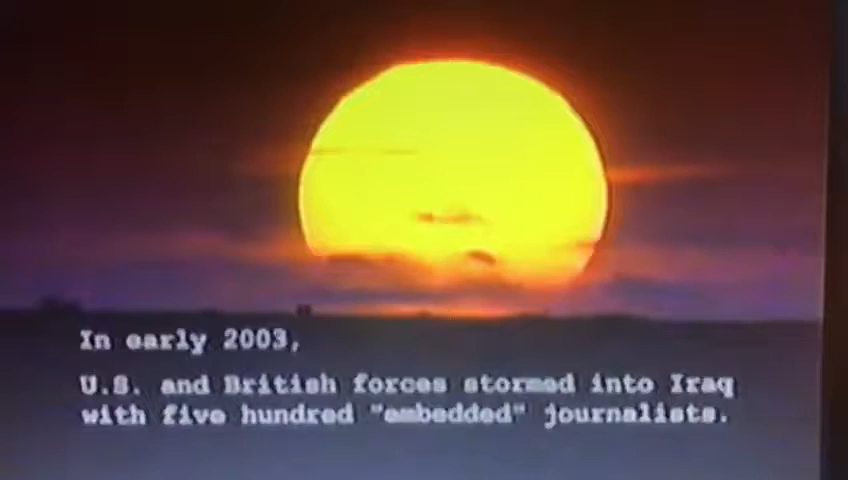 In early 2003,
U.S. and British forces stormed into Iraq
with five hundred "embedded" journalists.